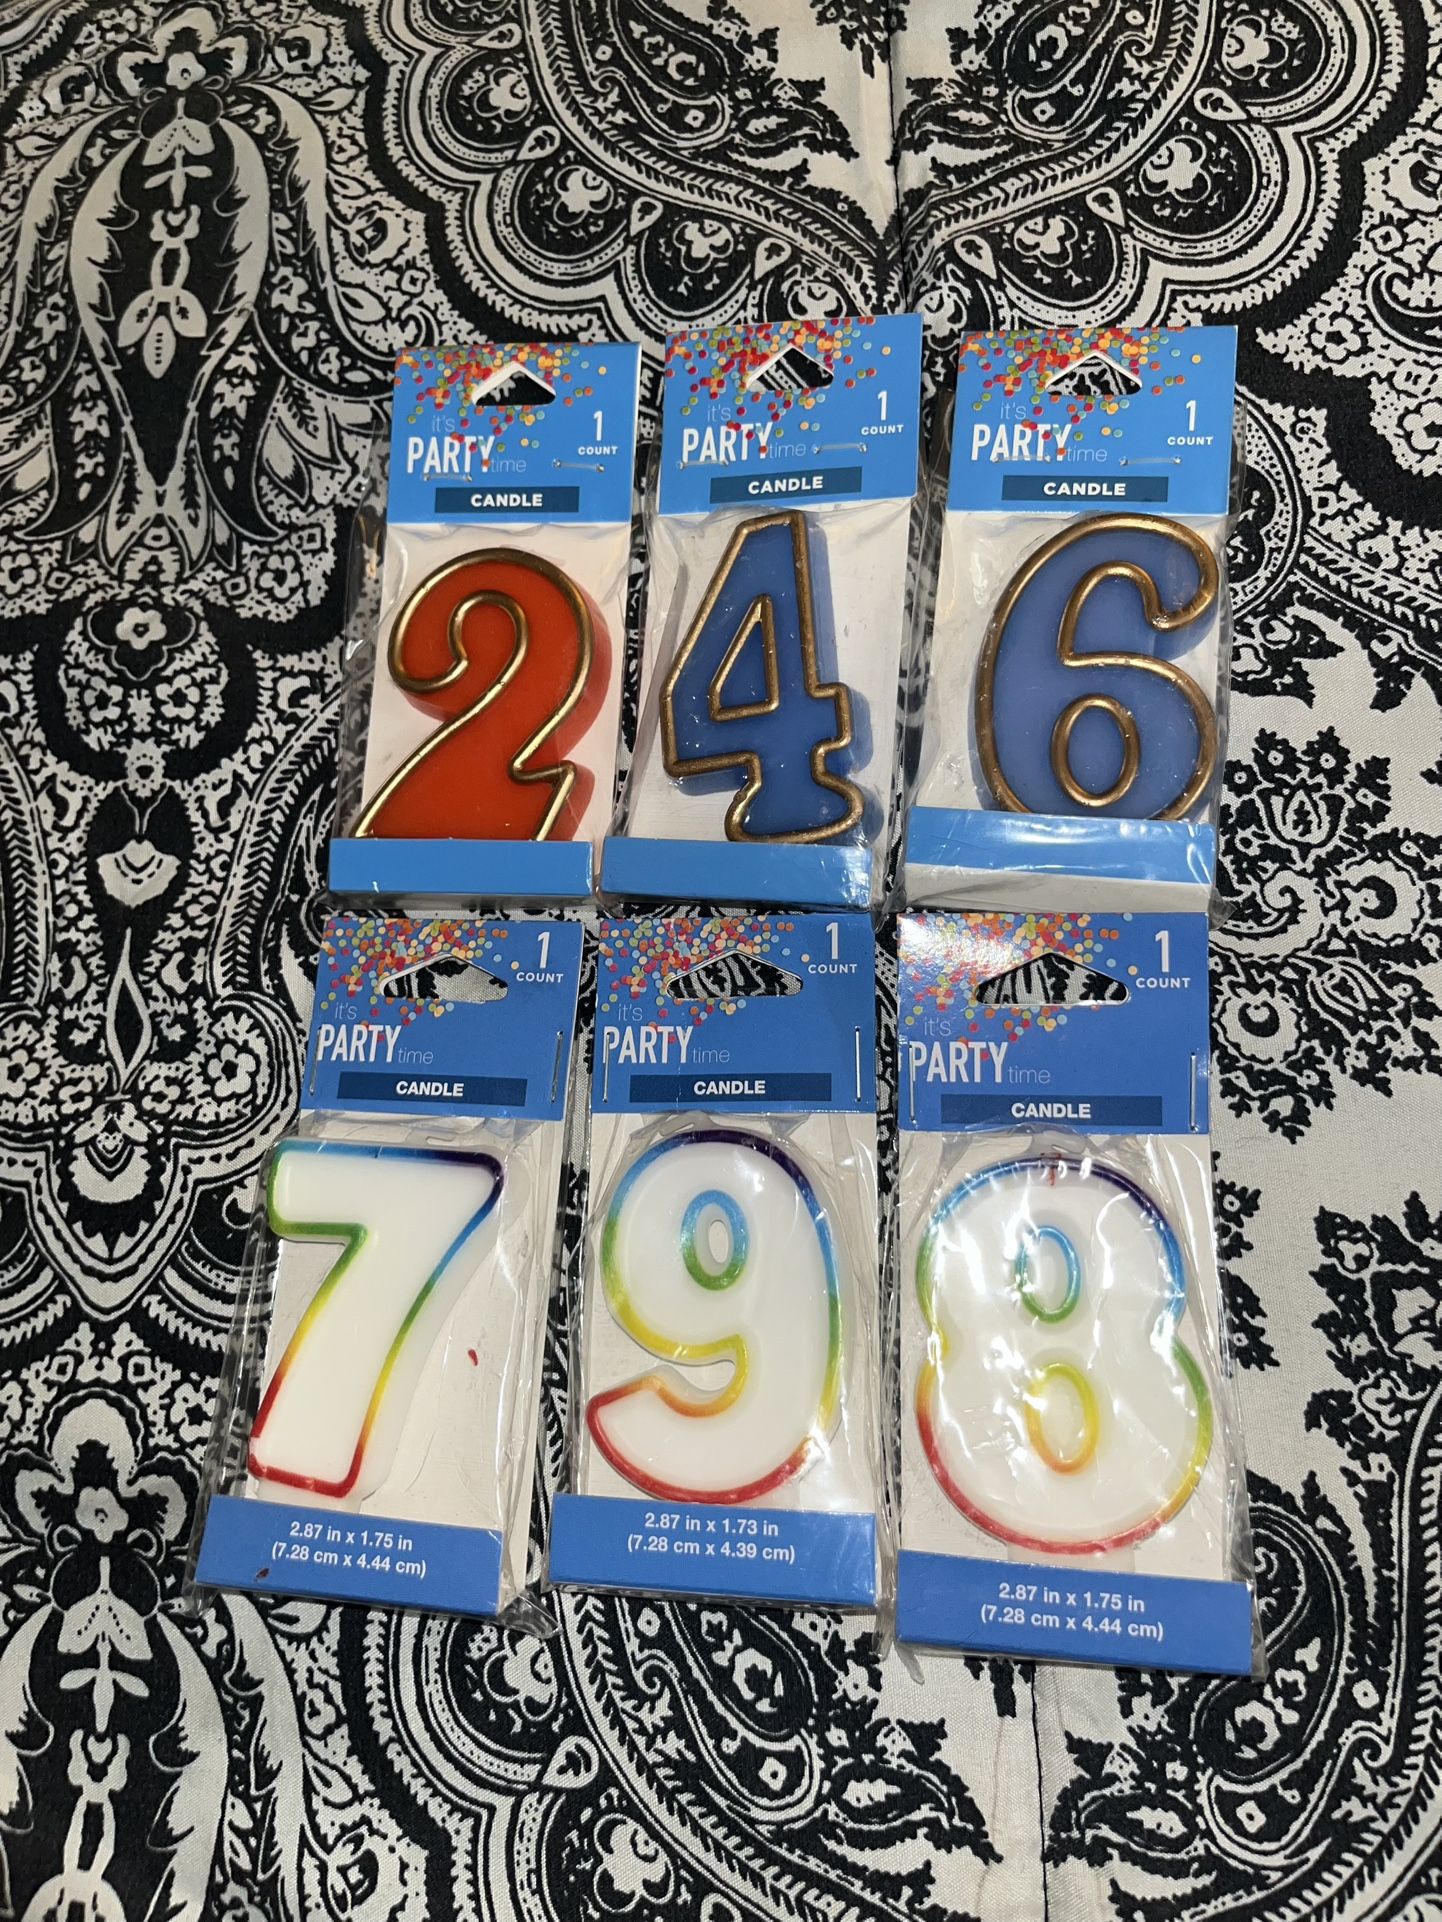 it's
PARTY time
1
COUNT
CANDLE
2
it's
PARTY time
1
COUNT
CANDLE
4
it's
PARTY time
1
COUNT
CANDLE
6
1
COUNT
it's
PARTY time
CANDLE
7
2.87 in x 1.75 in
(7.28 cm x 4.44 cm)
1
COUNT
it's
PARTY time
CANDLE
9
2.87 in x 1.73 in
(7.28 cm x 4.39 cm)
1
COUNT
it's
PARTY time
CANDLE
8
2.87 in x 1.75 in
(7.28 cm x 4.44 cm)